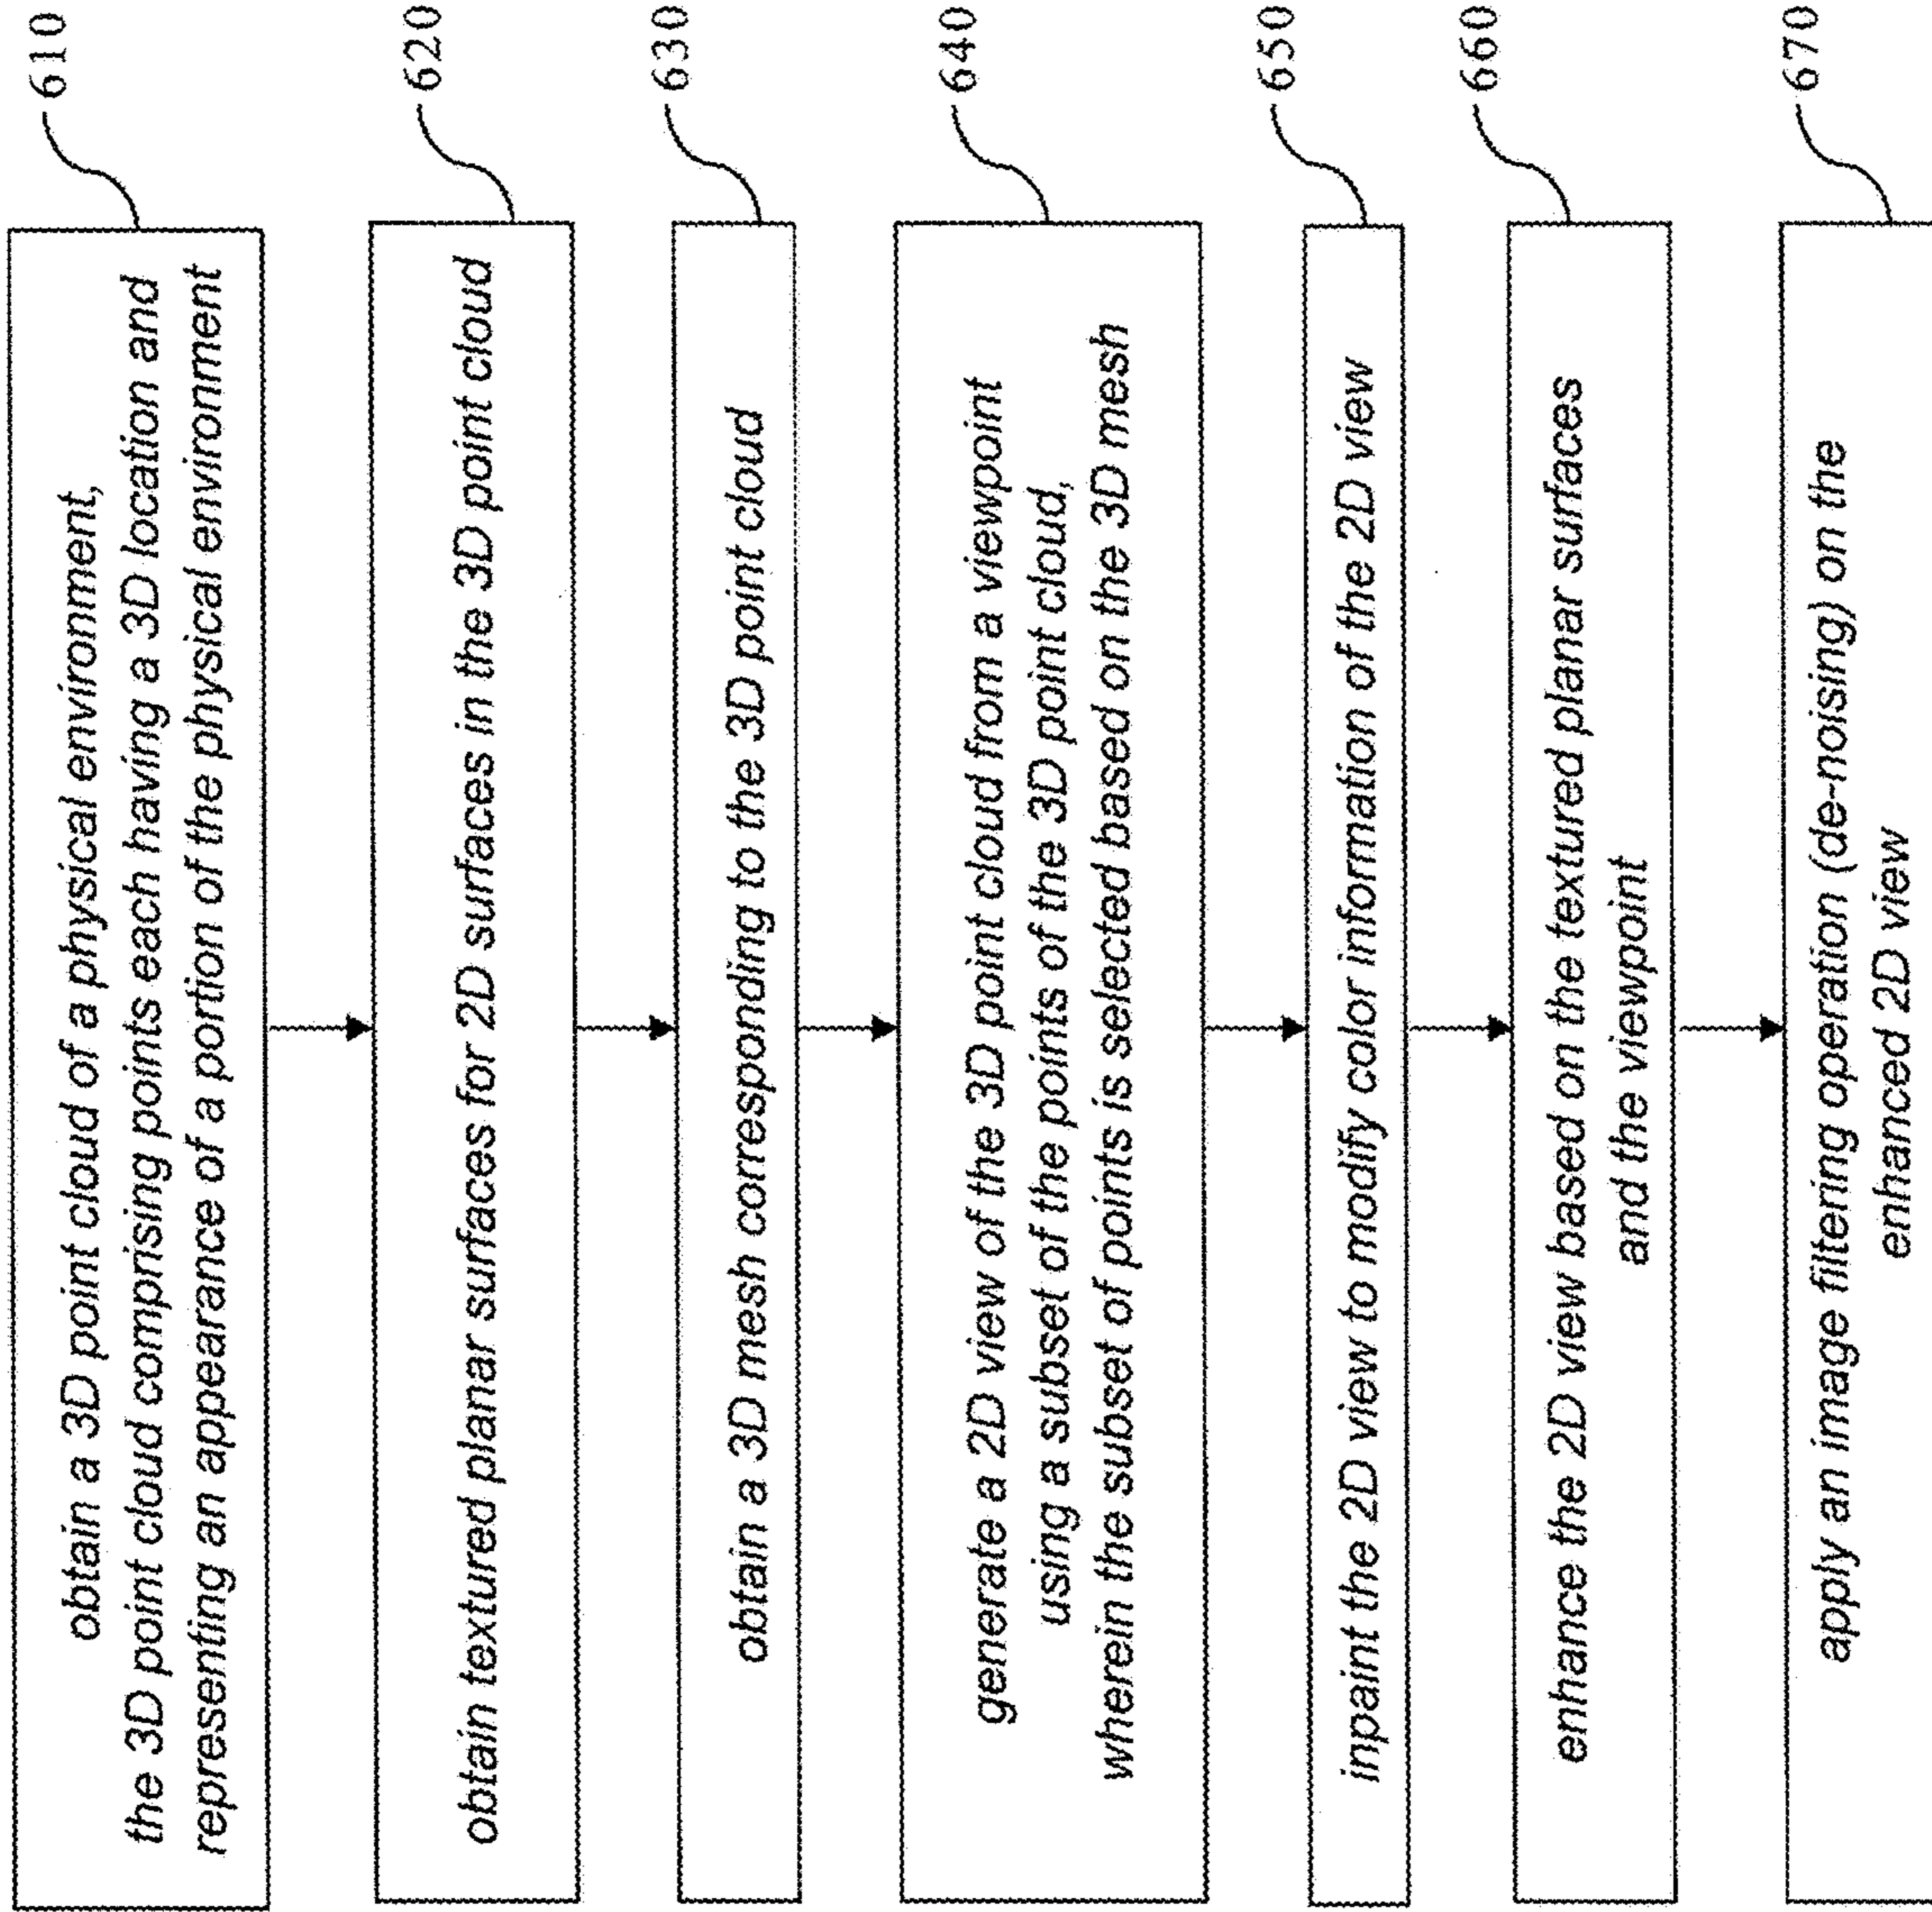 610
obtain a 3D point cloud of a physical environment,
the 3D point cloud comprising points each having a 3D location and
representing an appearance of a portion of the physical environment
620
obtain textured planar surfaces for 2D surfaces in the 3D point cloud
630
obtain a 3D mesh corresponding to the 3D point cloud
640
generate a 2D view of the 3D point cloud from a viewpoint
using a subset of the points of the 3D point cloud,
wherein the subset of points is selected based on the 3D mesh
650
inpaint the 2D view to modify color information of the 2D view
660
enhance the 2D view based on the textured planar surfaces
and the viewpoint
670
apply an image filtering operation (de-noising) on the
enhanced 2D view